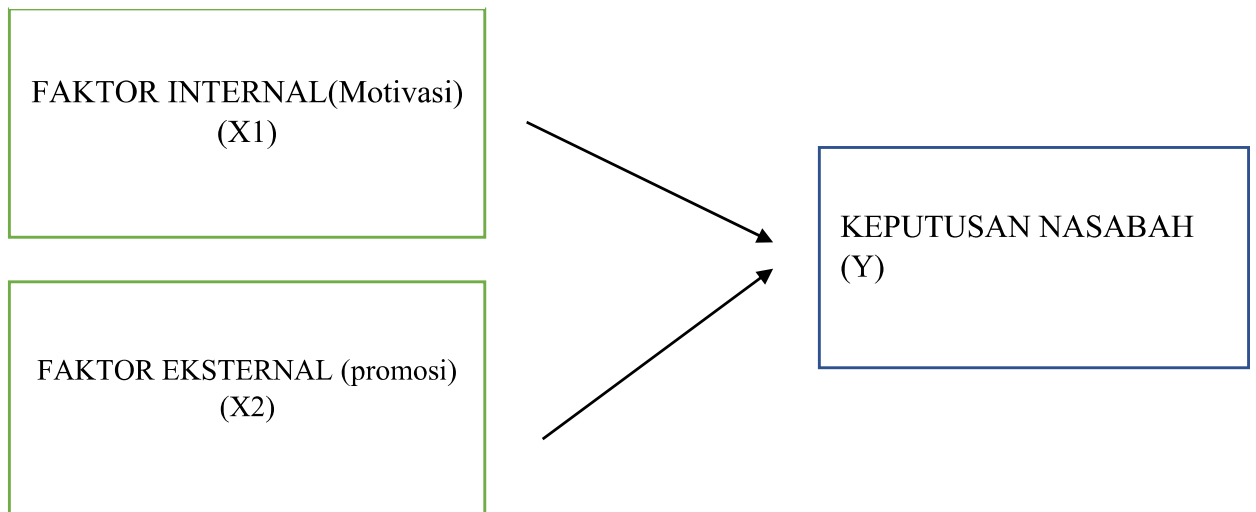 FAKTOR INTERNAL(Motivasi)
(X1)
FAKTOR EKSTERNAL (promosi)
(X2)
KEPUTUSAN NASABAH
(Y)